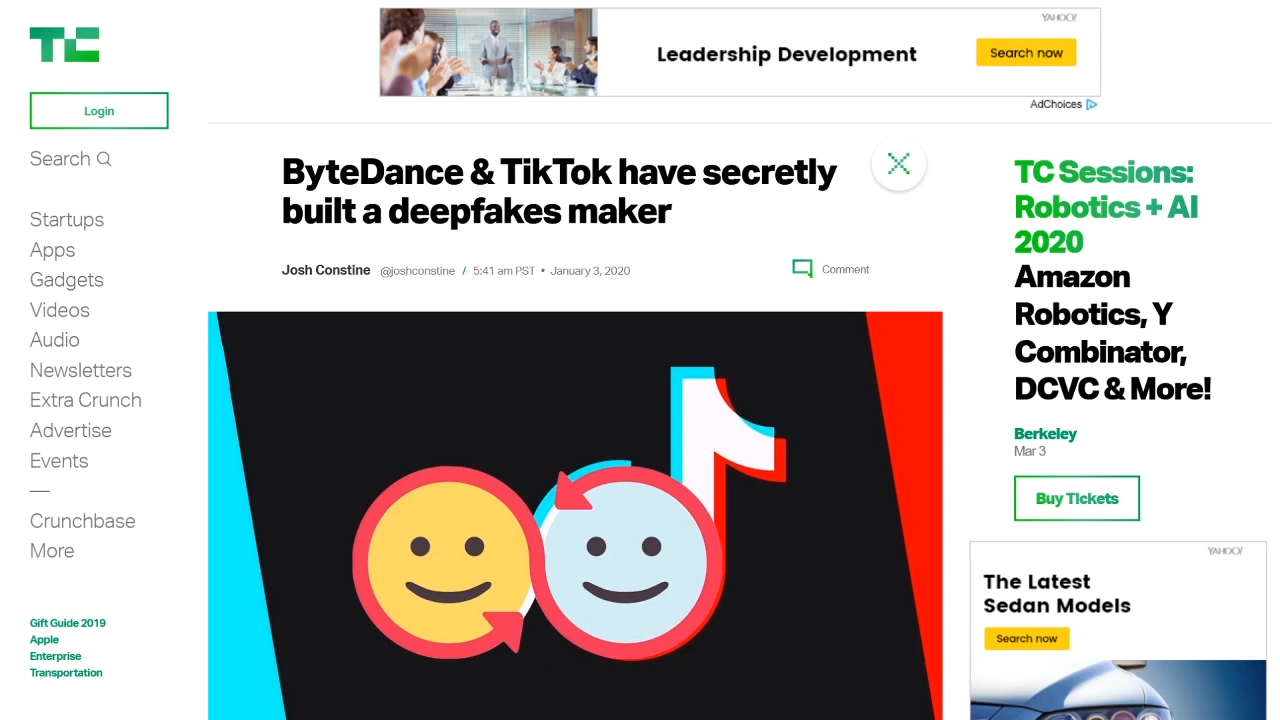 TC
Login
Search
Startups
Apps
Gadgets
Videos
Audio
Newsletters
Extra Crunch
Advertise
Events
—
Crunchbase
More
Gift Guide 2019
Apple
Enterprise
Transportation
YAHOO!
Leadership Development
Search now
AdChoices
ByteDance & TikTok have secretly
built a deepfakes maker
Josh Constine @joshconstine / 5:41 am PST • January 3, 2020
Comment
TC Sessions:
Robotics + AI
2020
Amazon
Robotics, Y
Combinator,
DCVC & More!
Berkeley
Mar 3
Buy Tickets
YAHOO!
The Latest
Sedan Models
Search now